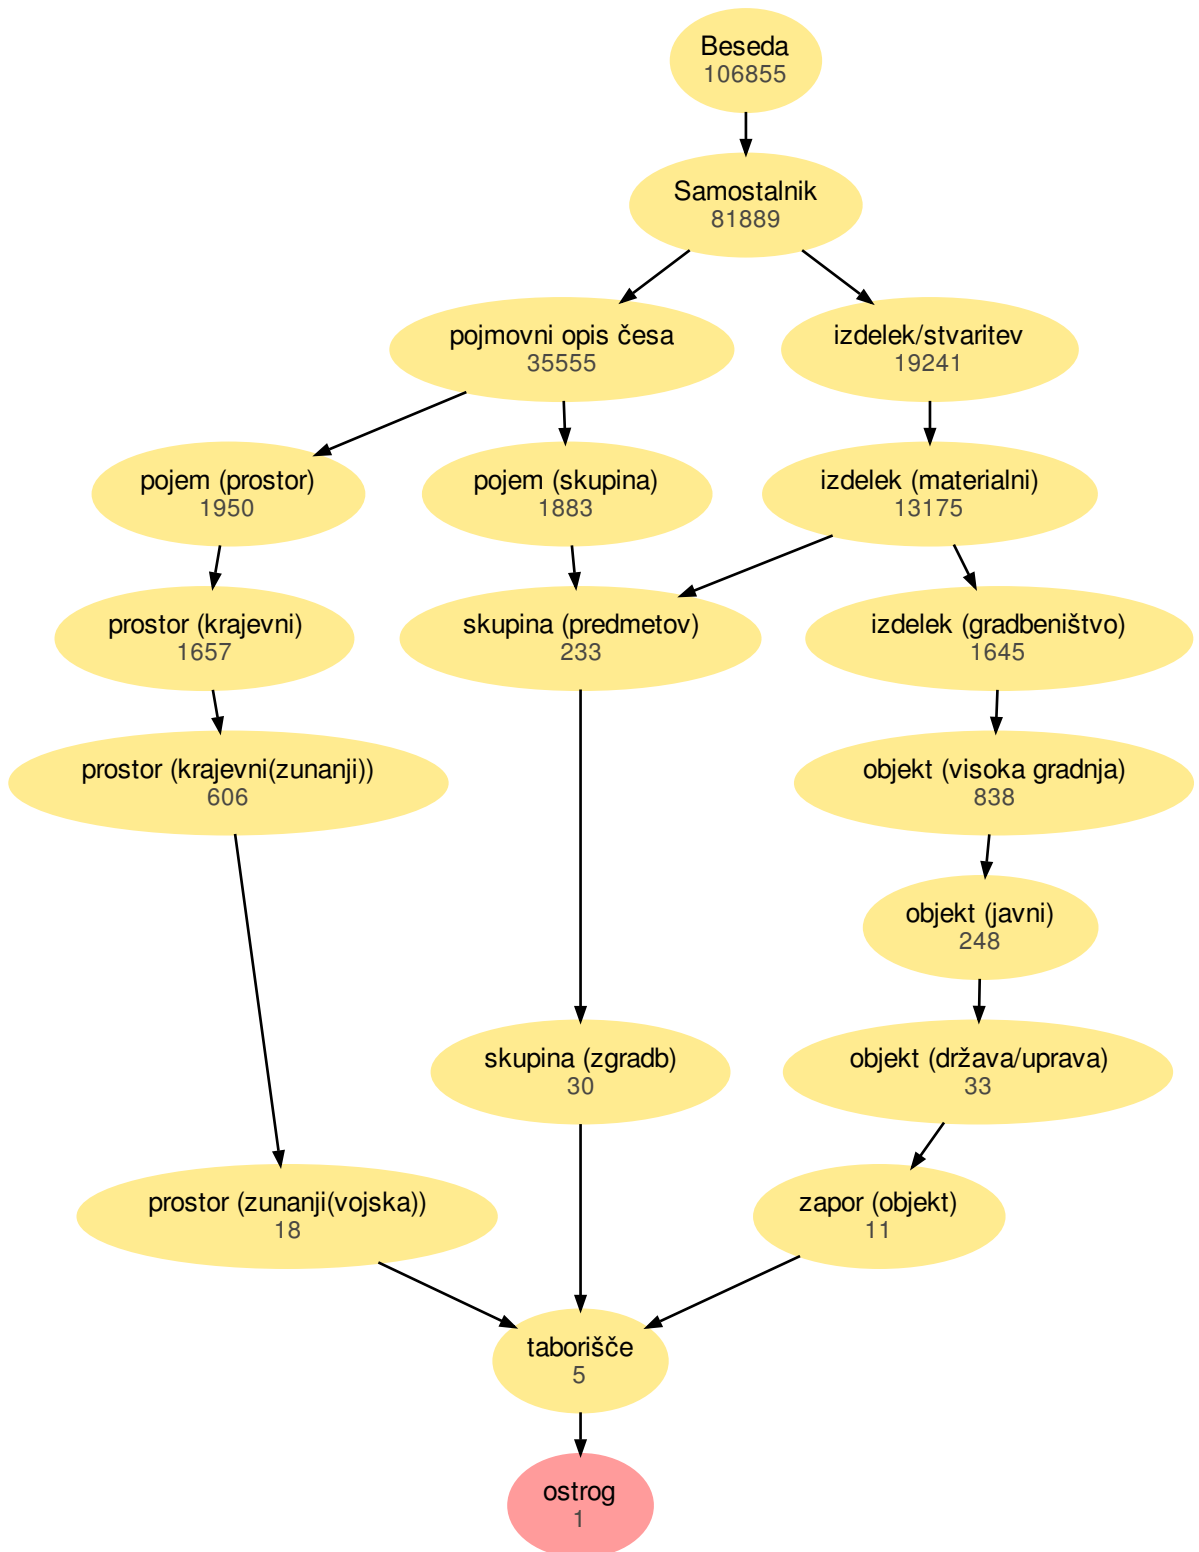 Beseda
106855
Samostalnik
81889
pojmovni opis česa
35555
izdelek/stvaritev
19241
pojem (prostor)
1950
pojem (skupina)
1883
izdelek (materialni)
13175
prostor (krajevni)
1657
skupina (predmetov)
233
izdelek (gradbeništvo)
1645
prostor (krajevni(zunanji))
606
objekt (visoka gradnja)
838
objekt (javni)
248
skupina (zgradb)
30
objekt (država/uprava)
33
prostor (zunanji(vojska))
18
zapor (objekt)
11
taborišče
5
ostrog
1